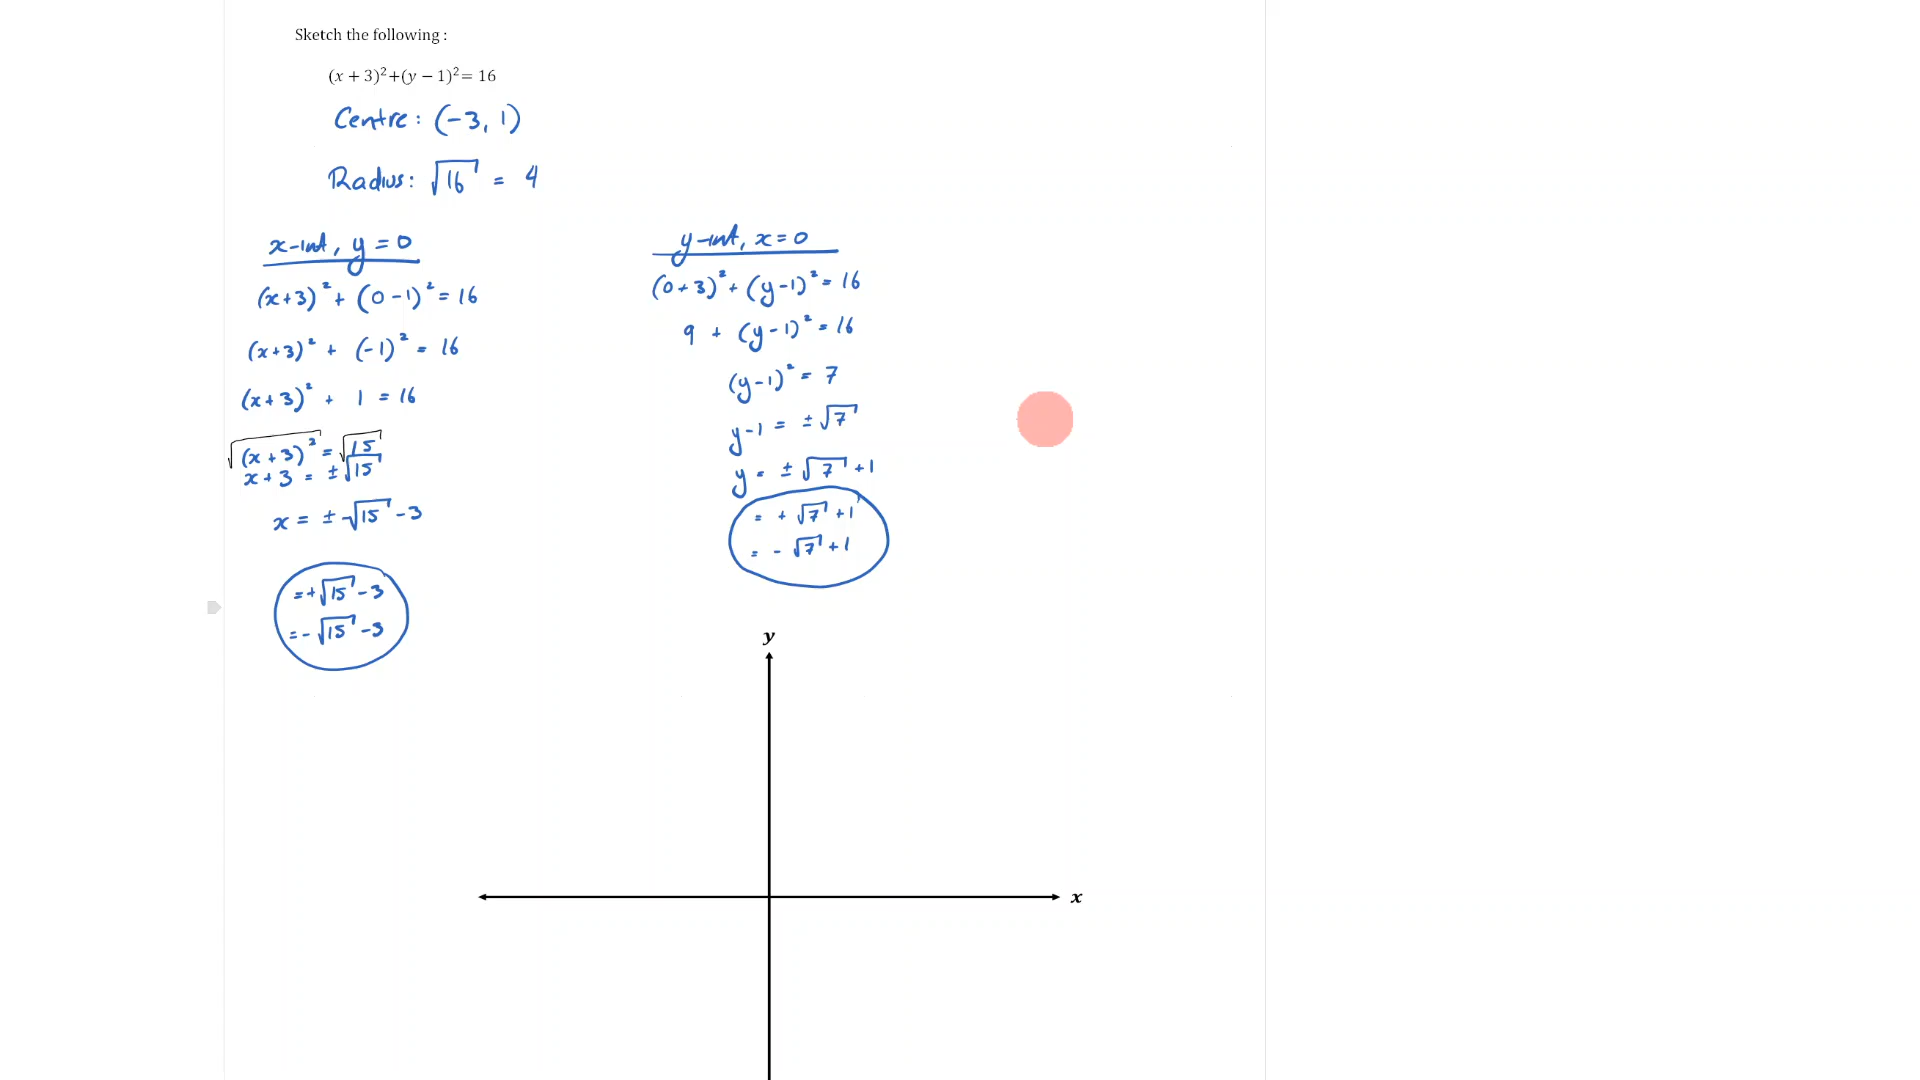 Sketch the following :
(x + 3)²+(y − 1)²= 16
Centre: (-3, 1)
Radius: √16 = 4
x-int, y = 0
(x+3)² + (0-1)² = 16
(x+3)² + (-1)² = 16
(x+3)² + 1 = 16
√(x+3)² = √15
x+3 = ±√15
x = ±√15 -3
= +√15 -3
= -√15 -3
y-int, x=0
(0+3)² + (y-1)² = 16
9 + (y-1)² = 16
(y-1)² = 7
y-1 = ±√7
y = ±√7 +1
= +√7 +1
= -√7 +1
y
x